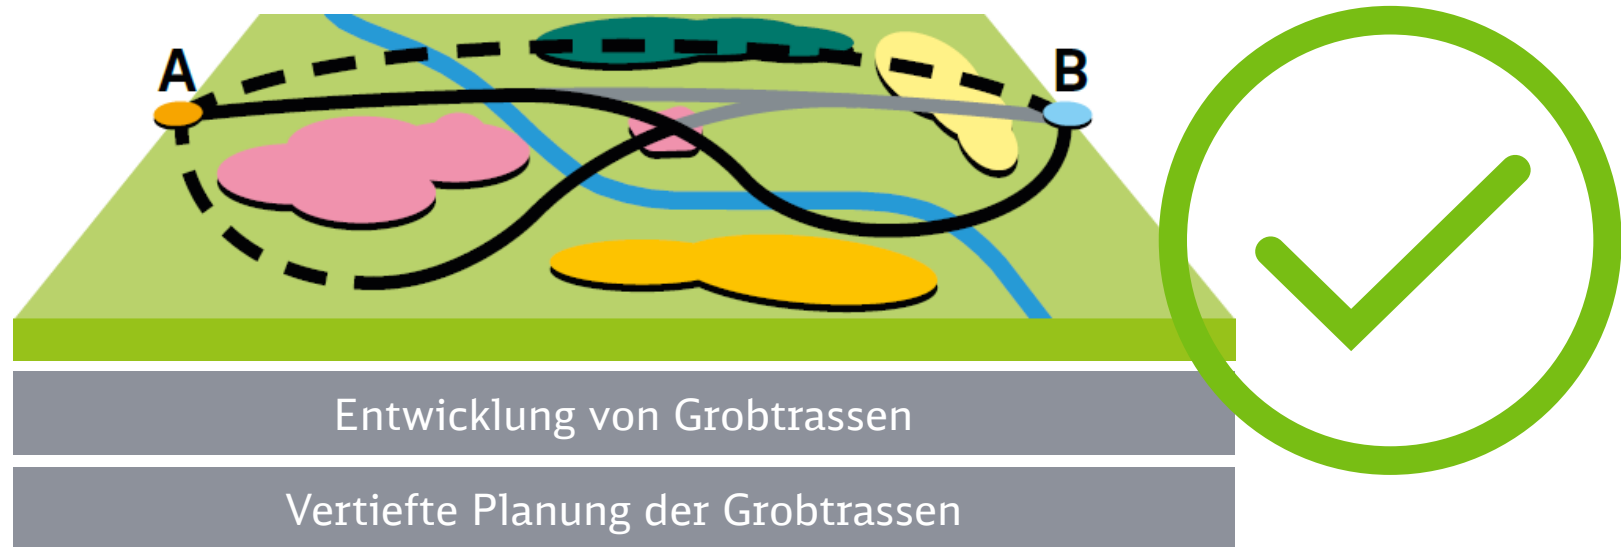 A
B
Entwicklung von Grobtrassen
Vertiefte Planung der Grobtrassen